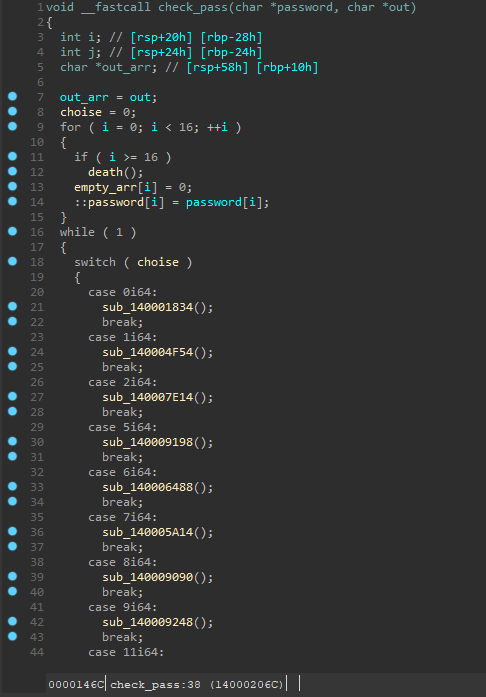 1 void __fastcall check_pass(char *password, char *out)
2 {
3   int i; // [rsp+20h] [rbp-28h]
4   int j; // [rsp+24h] [rbp-24h]
5   char *out_arr; // [rsp+58h] [rbp+10h]
6
7   out_arr = out;
8   choise = 0;
9   for ( i = 0; i < 16; ++i )
10   {
11     if ( i >= 16 )
12       death();
13     empty_arr[i] = 0;
14     ::password[i] = password[i];
15   }
16   while ( 1 )
17   {
18     switch ( choise )
19     {
20       case 0i64:
21         sub_140001834();
22         break;
23       case 1i64:
24         sub_140004F54();
25         break;
26       case 2i64:
27         sub_140007E14();
28         break;
29       case 5i64:
30         sub_140009198();
31         break;
32       case 6i64:
33         sub_140006488();
34         break;
35       case 7i64:
36         sub_140005A14();
37         break;
38       case 8i64:
39         sub_140009090();
40         break;
41       case 9i64:
42         sub_140009248();
43         break;
44       case 11i64:
0000146C check_pass:38 (14000206C)